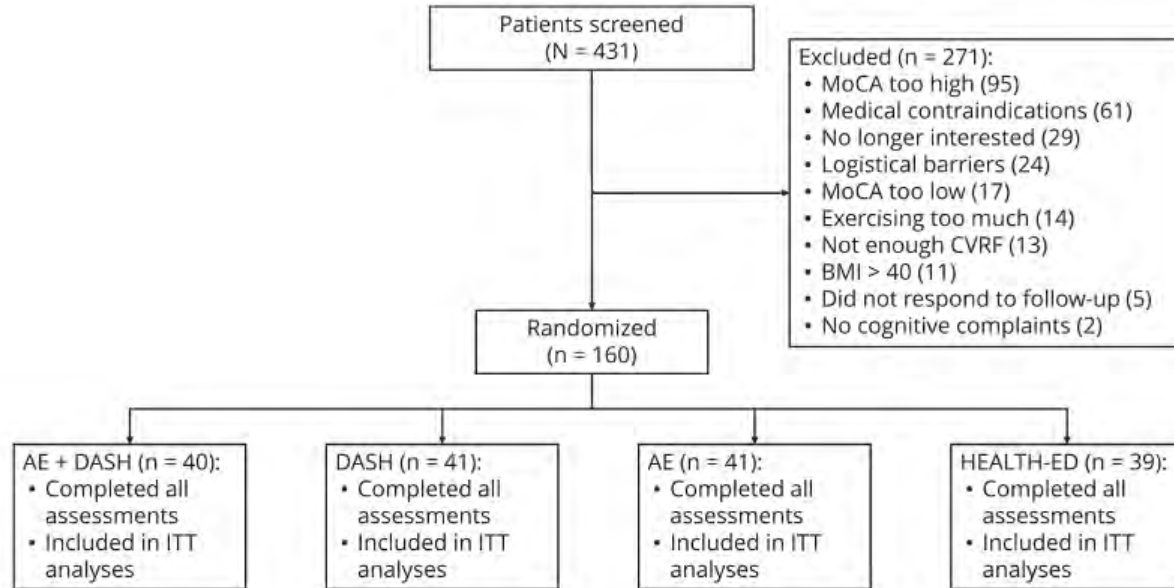 Patients screened
(N = 431)
Excluded (n = 271):
• MoCA too high (95)
• Medical contraindications (61)
• No longer interested (29)
• Logistical barriers (24)
• MoCA too low (17)
• Exercising too much (14)
• Not enough CVRF (13)
• BMI > 40 (11)
• Did not respond to follow-up (5)
• No cognitive complaints (2)
Randomized
(n = 160)
AE + DASH (n = 40):
• Completed all
assessments
• Included in ITT
analyses
DASH (n = 41):
• Completed all
assessments
• Included in ITT
analyses
AE (n = 41):
• Completed all
assessments
• Included in ITT
analyses
HEALTH-ED (n = 39):
• Completed all
assessments
• Included in ITT
analyses